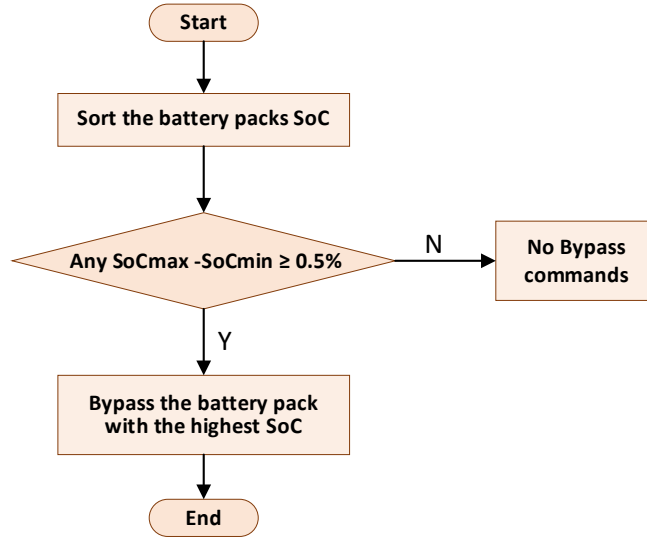 Start
Sort the battery packs SoC
Any SoCmax -SoCmin ≥ 0.5%
N
No Bypass
commands
Y
Bypass the battery pack
with the highest SoC
End